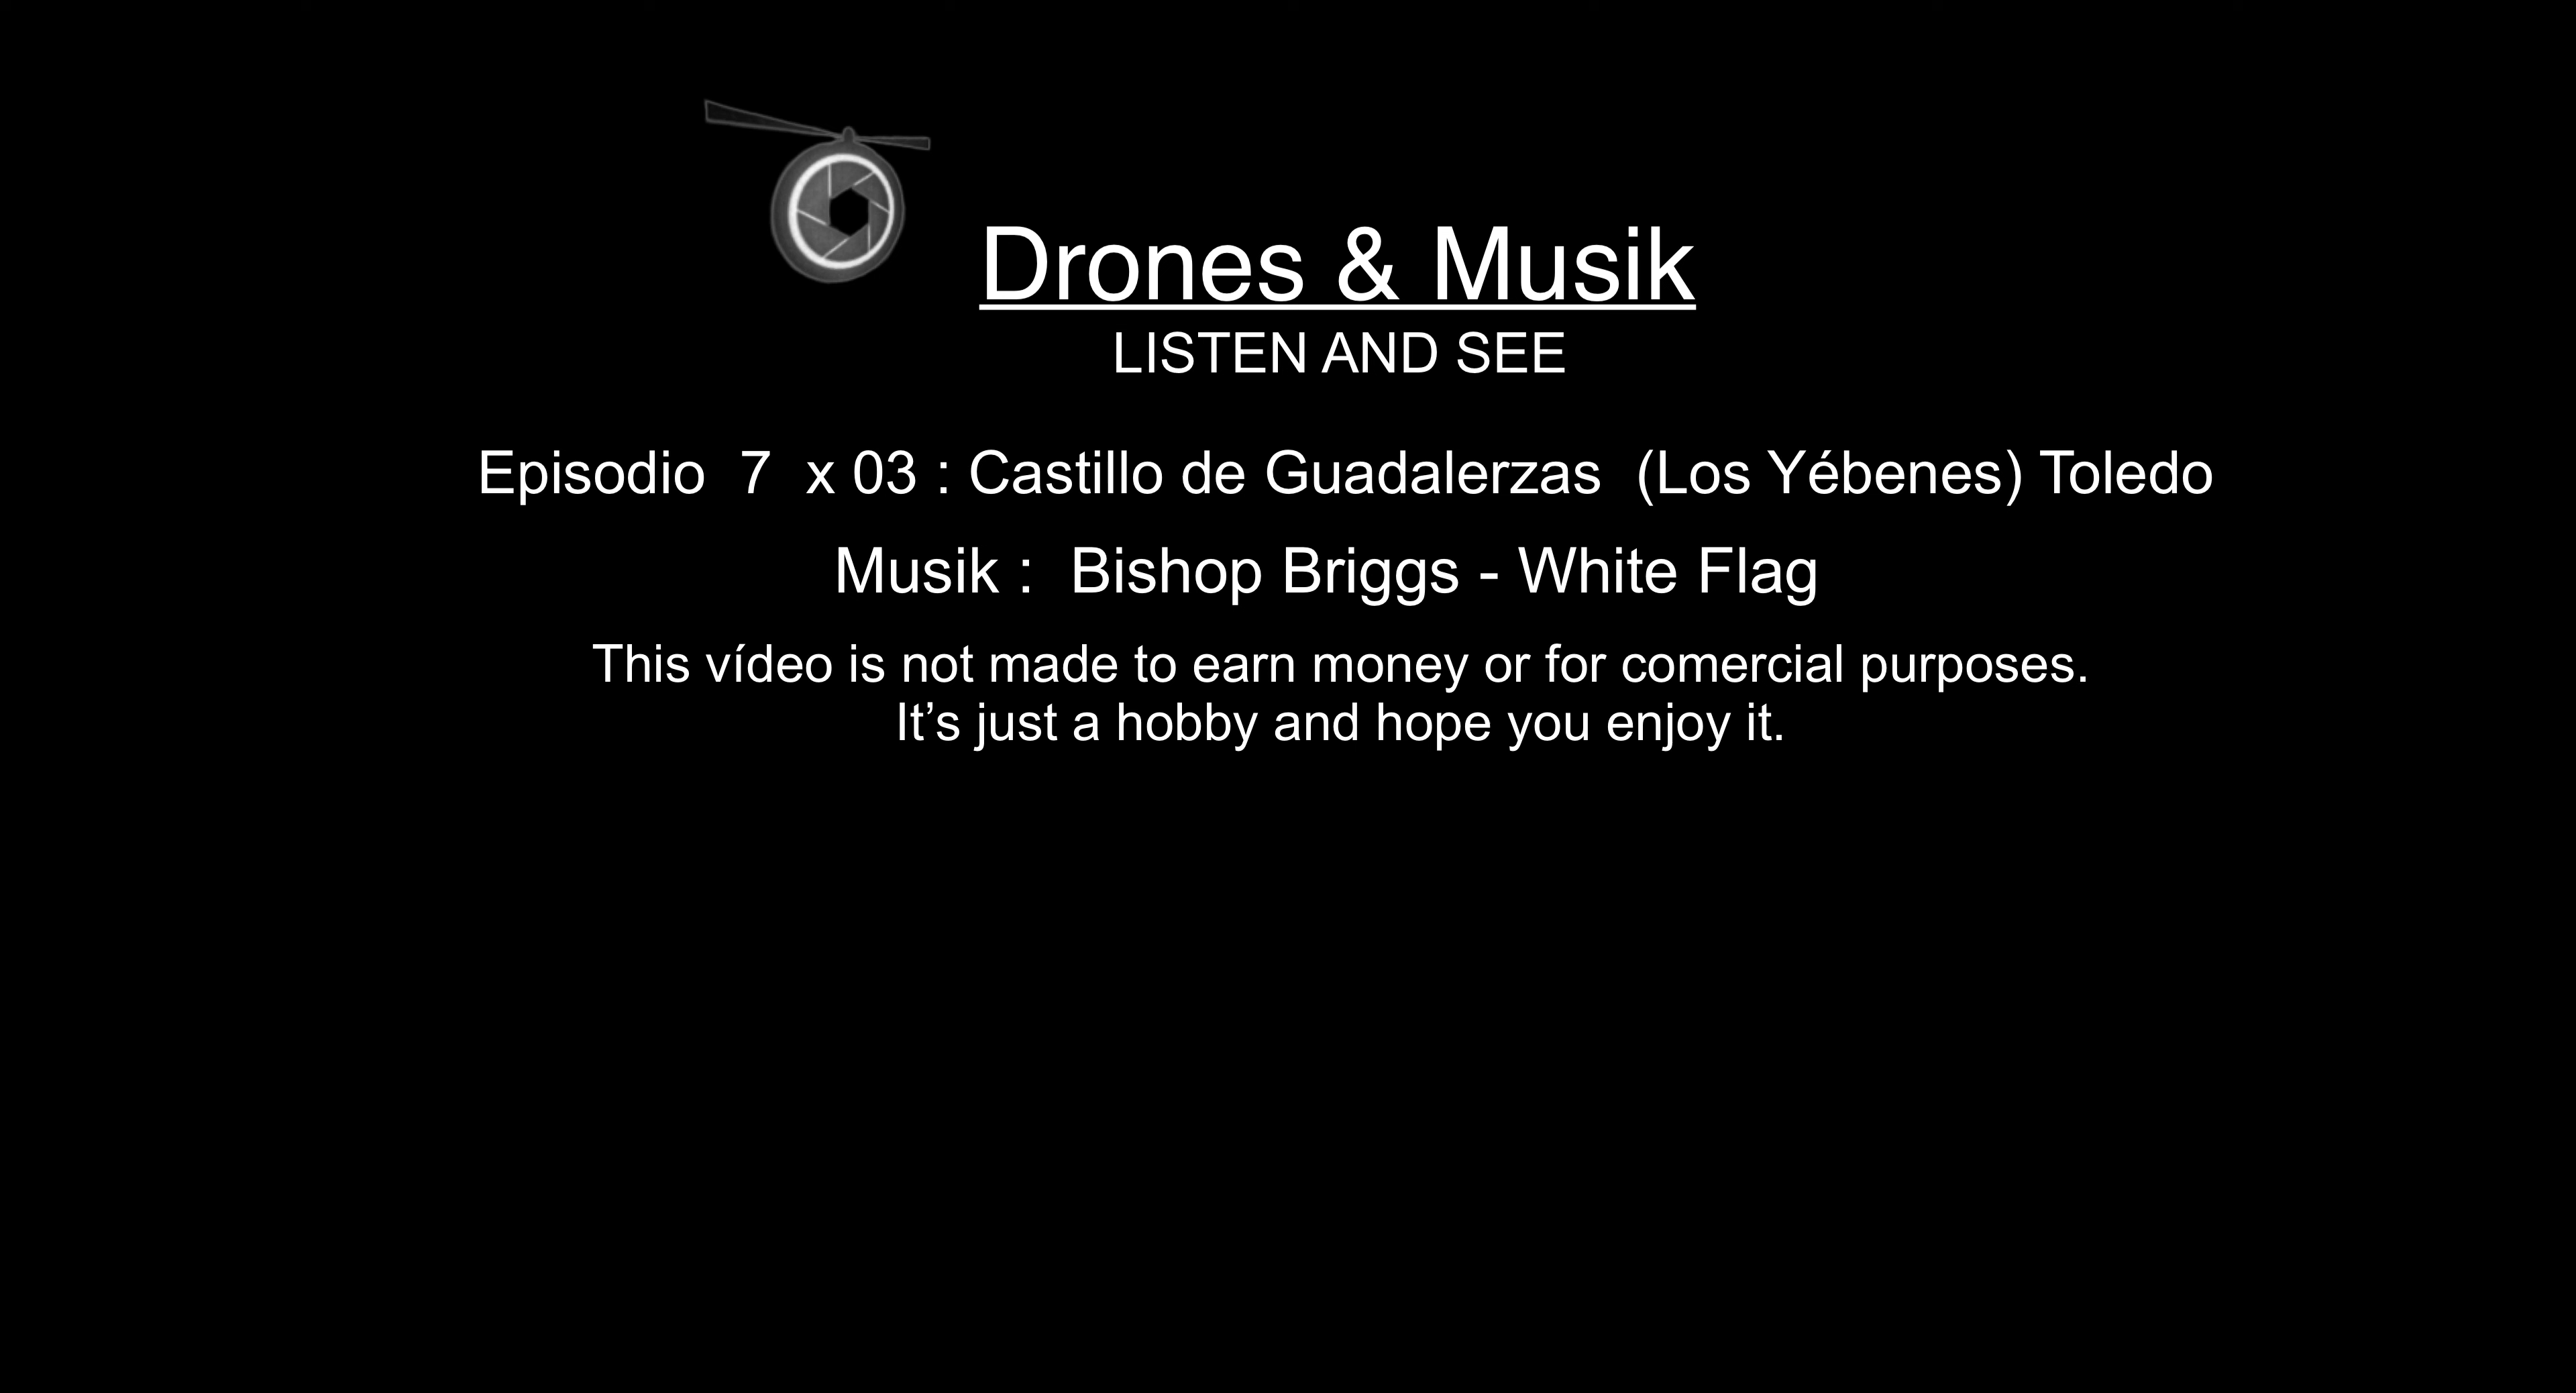 Drones & Musik
LISTEN AND SEE
Episodio 7 x 03 : Castillo de Guadalerzas (Los Yébenes) Toledo
Musik : Bishop Briggs - White Flag
This vídeo is not made to earn money or for comercial purposes.
It’s just a hobby and hope you enjoy it.